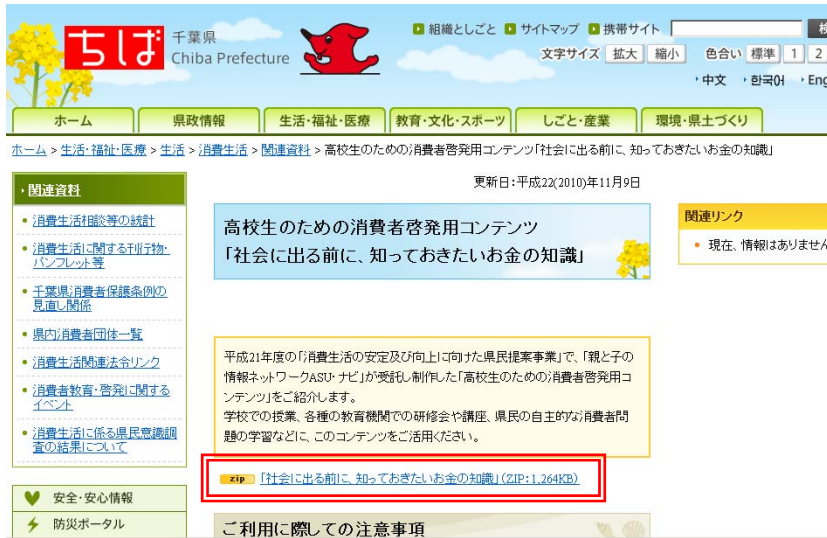 ちば 千葉県
Chiba Prefecture
組織としごと サイトマップ 携帯サイト
文字サイズ 拡大 縮小 色合い 標準 1 2
中文 한국어 Eng
ホーム 県政情報 生活・福祉・医療 教育・文化・スポーツ しごと・産業 環境・県土づくり
ホーム > 生活・福祉・医療 > 生活 > 消費生活 > 関連資料 > 高校生のための消費者啓発用コンテンツ「社会に出る前に、知っておきたいお金の知識」
更新日:平成22(2010)年11月9日
関連資料
消費生活相談等の統計
消費生活に関する刊行物・
パンフレット等
千葉県消費者保護条例の
見直し関係
県内消費者団体一覧
消費生活関連法令リンク
消費者教育・啓発に関する
イベント
消費生活に係る県民意識調
査の結果について
安全・安心情報
防災ポータル
高校生のための消費者啓発用コンテンツ
「社会に出る前に、知っておきたいお金の知識」
平成21年度の「消費生活の安定及び向上に向けた県民提案事業」で、「親と子の
情報ネットワークASU・ナビ」が受託し制作した「高校生のための消費者啓発用コ
ンテンツ」をご紹介します。
学校での授業、各種の教育機関での研修会や講座、県民の自主的な消費者問
題の学習などに、このコンテンツをご活用ください。
zip 「社会に出る前に、知っておきたいお金の知識」(ZIP:1,264KB)
ご利用に際しての注意事項
関連リンク
現在、情報はありません